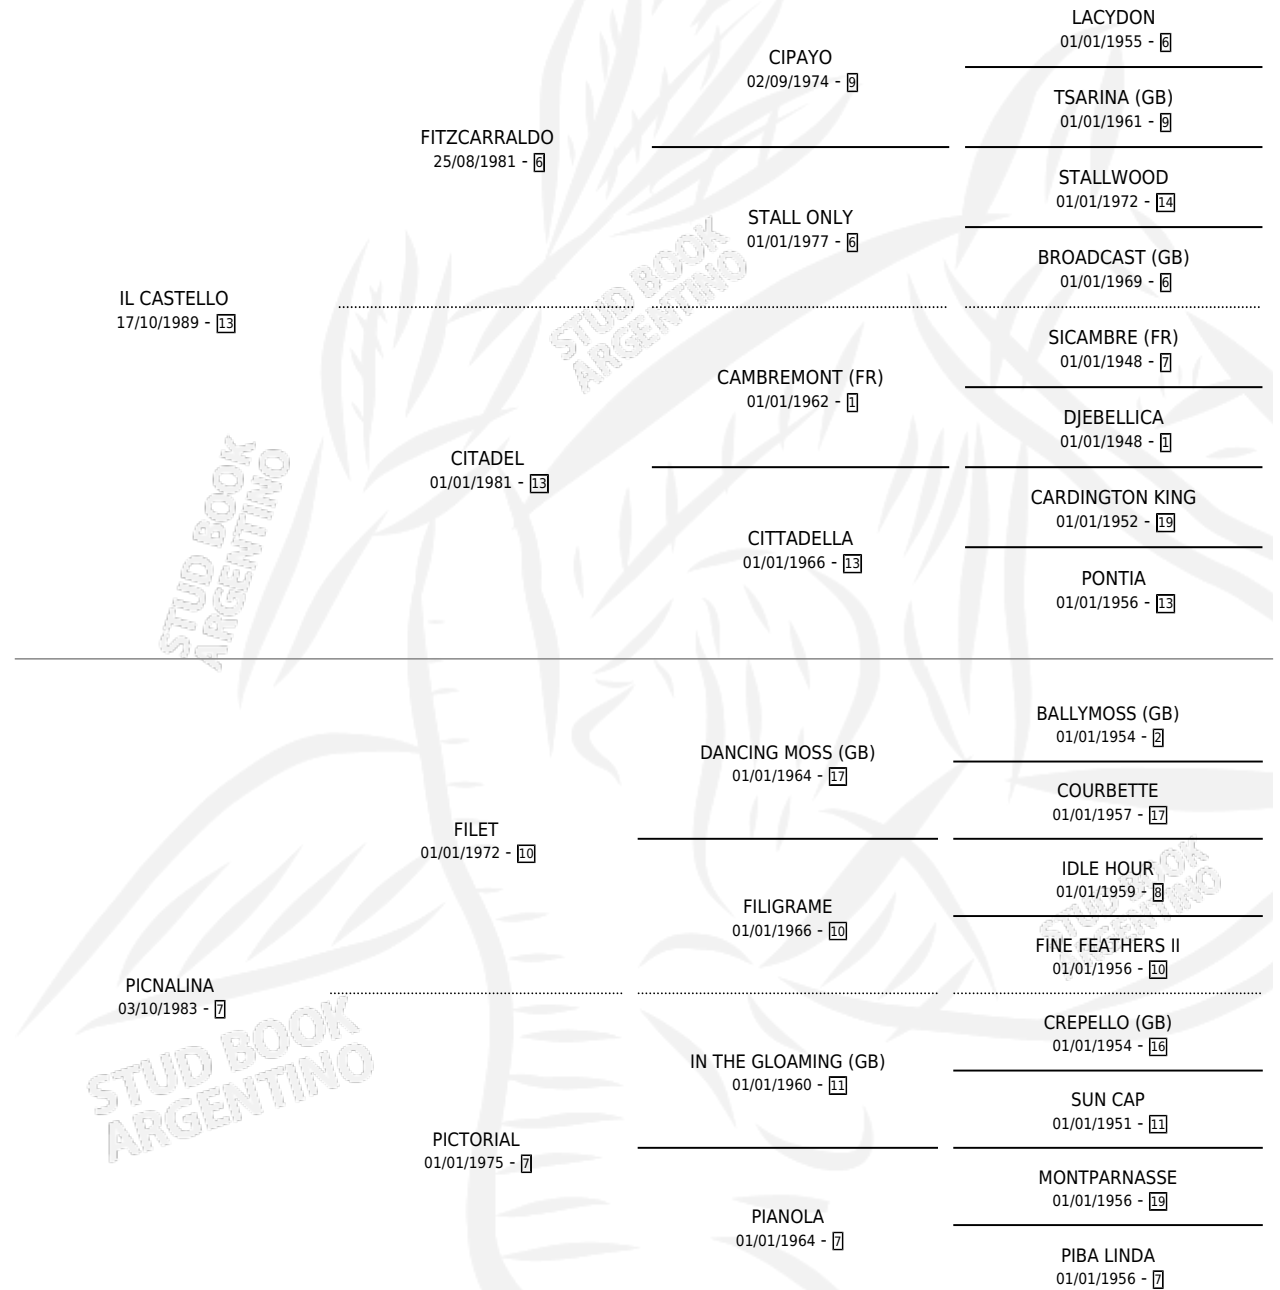 LACYDON
01/01/1955 - 6
CIPAYO
02/09/1974 - 9
TSARINA (GB)
01/01/1961 - 9
FITZCARRALDO
25/08/1981 - 6
STALLWOOD
01/01/1972 - 14
STALL ONLY
01/01/1977 - 6
BROADCAST (GB)
01/01/1969 - 6
IL CASTELLO
17/10/1989 - 13
SICAMBRE (FR)
01/01/1948 - 7
CAMBREMONT (FR)
01/01/1962 - 1
DJEBELLICA
01/01/1948 - 1
CITADEL
01/01/1981 - 13
CARDINGTON KING
01/01/1952 - 19
CITTADELLA
01/01/1966 - 13
PONTIA
01/01/1956 - 13
BALLYMOSS (GB)
01/01/1954 - 2
DANCING MOSS (GB)
01/01/1964 - 17
COURBETTE
01/01/1957 - 17
FILET
01/01/1972 - 10
IDLE HOUR
01/01/1959 - 8
FILIGRAME
01/01/1966 - 10
FINE FEATHERS II
01/01/1956 - 10
PICNALINA
03/10/1983 - 7
CREPELLO (GB)
01/01/1954 - 16
IN THE GLOAMING (GB)
01/01/1960 - 11
SUN CAP
01/01/1951 - 11
PICTORIAL
01/01/1975 - 7
MONTPARNASSE
01/01/1956 - 19
PIANOLA
01/01/1964 - 7
PIBA LINDA
01/01/1956 - 7
STUD BOOK
ARGENTINO
STUD BOOK
ARGENTINO
STUD BOOK
ARGENTINO
STUD BOOK
ARGENTINO